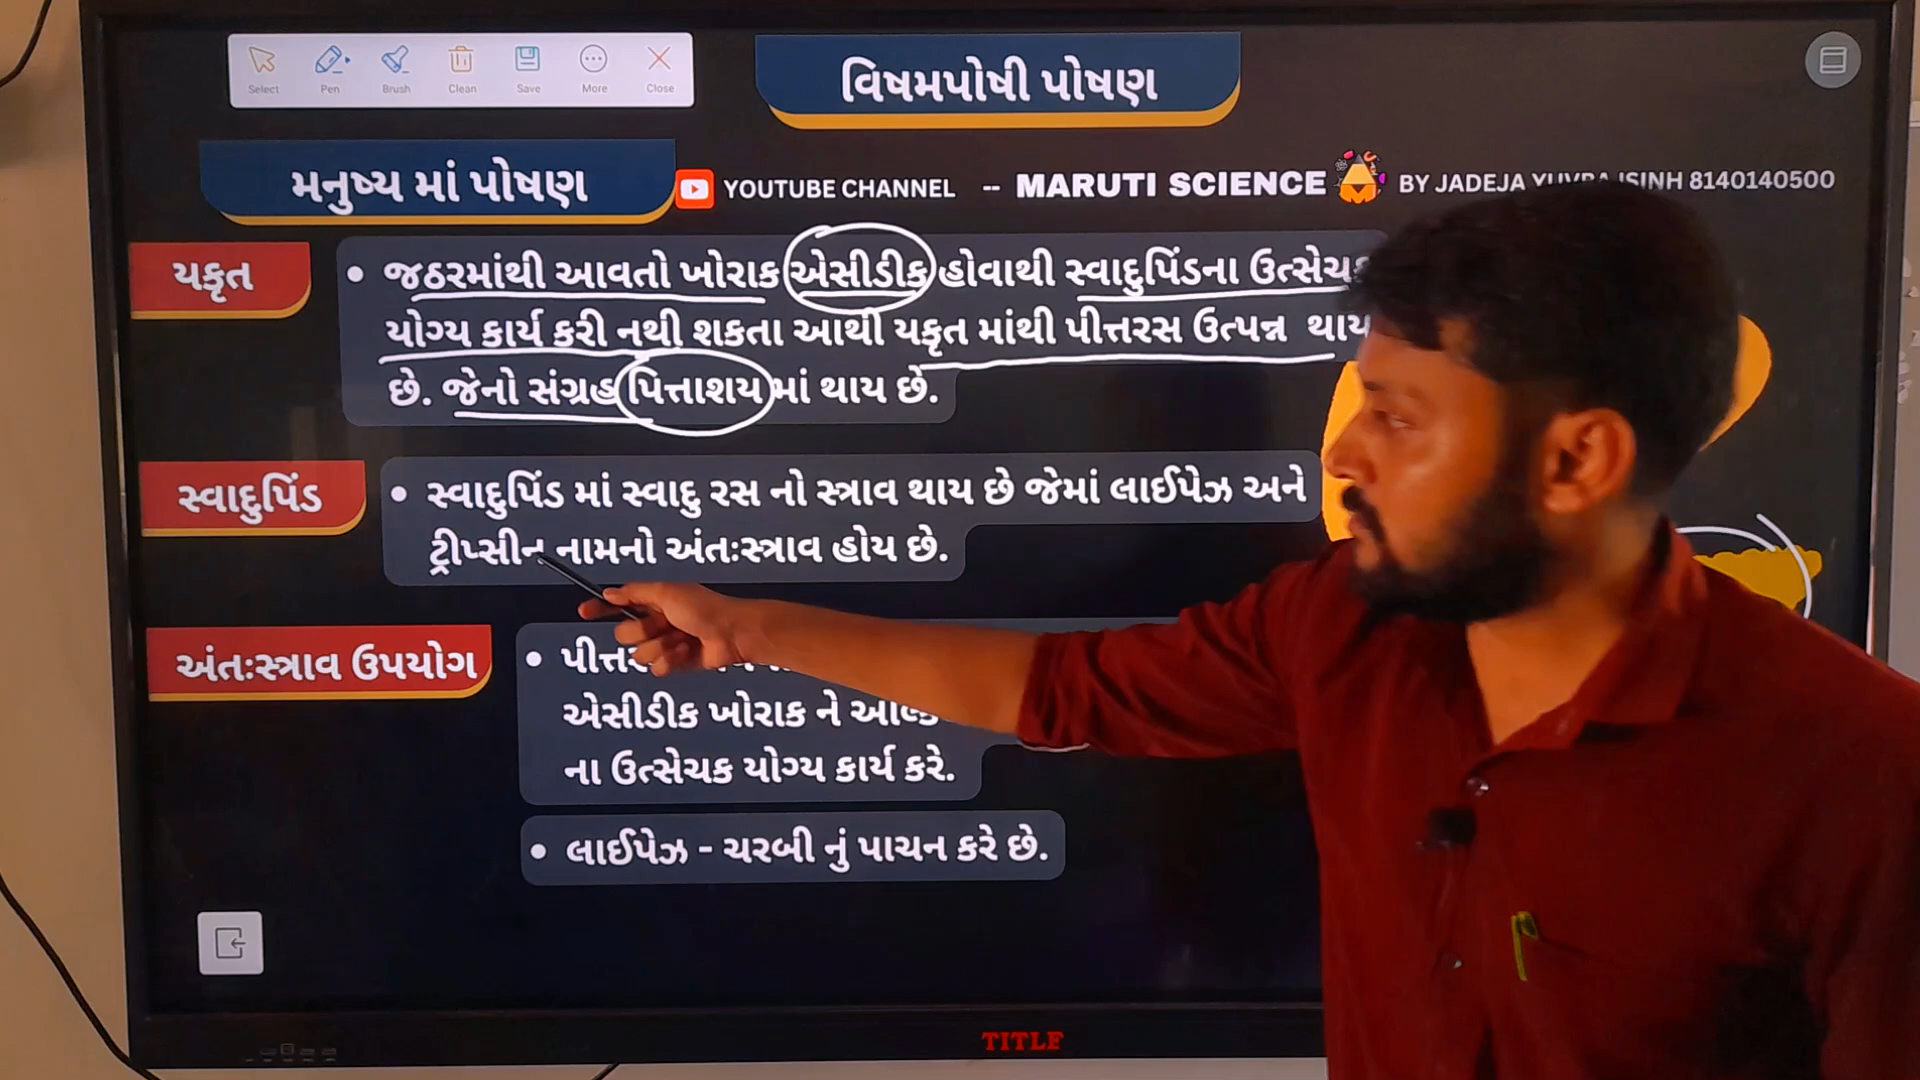 Select Pen Brush Clean Save More Close
વિષમપોષી પોષણ
મનુષ્ય માં પોષણ
YOUTUBE CHANNEL -- MARUTI SCIENCE BY JADEJA 8140140500
યકૃત
• જઠરમાંથી આવતો ખોરાક એસીડીક હોવાથી સ્વાદુપિંડના
યોગ્ય કાર્ય કરી નથી શકતા આથી યકૃત માંથી પીત્તરસ ઉત્પન્ન થાય
છે. જેનો સંગ્રહ પિત્તાશય માં થાય છે.
સ્વાદુપિંડ
• સ્વાદુપિંડ માં સ્વાદુ રસ નો સ્ત્રાવ થાય છે જેમાં લાઈપેઝ અને
ટ્રીપ્સીન નામનો અંતઃસ્ત્રાવ હોય છે.
અંતઃસ્ત્રાવ ઉપયોગ
એસીડીક ખોરાક ને
ના ઉત્સેચક યોગ્ય કાર્ય કરે.
• લાઈપેઝ - ચરબી નું પાચન કરે છે.
TITLE